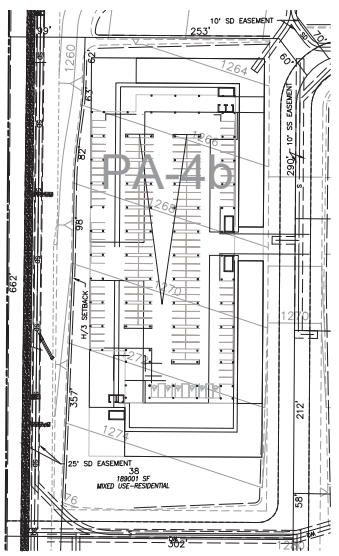 10' SD EASEMENT
99'
253'
70'
SD
60'
1260
62'
1264
63'
10' SS EASEMENT
1266
82'
PA-4b
290'
1268
98'
S
662'
1270
H/3 SETBACK
1270
357'
212'
1274
25' SD EASEMENT
38
189001 SF
MIXED USE-RESIDENTIAL
76
58'
302'